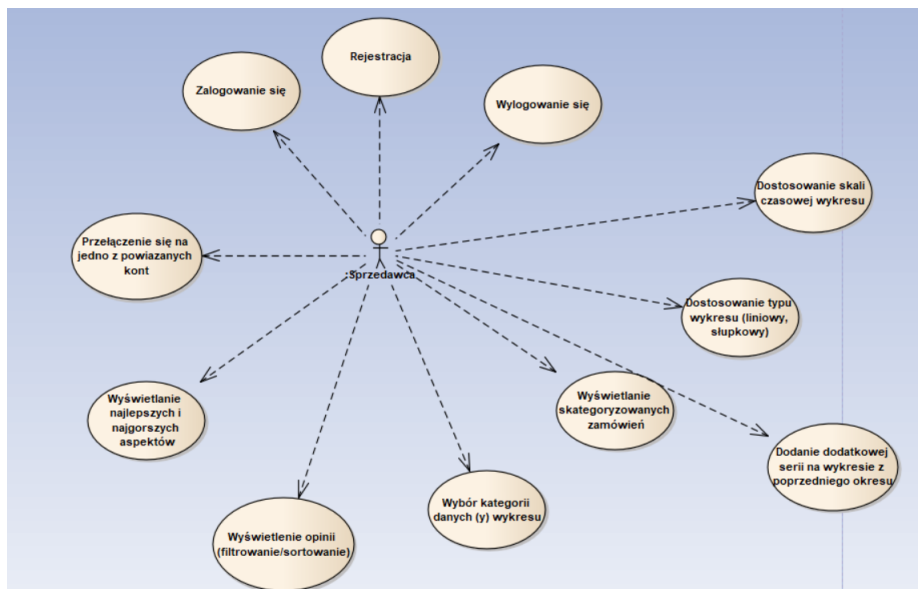 Rejestracja
Zalogowanie się
Wylogowanie się
Dostosowanie skali
czasowej wykresu
Przełączenie się na
jedno z powiazanych
kont
:Sprzedawca
Dostosowanie typu
wykresu (liniowy,
słupkowy)
Wyświetlanie
najlepszych i
najgorszych
aspektów
Wyświetlanie
skategoryzowanych
zamówień
Dodanie dodatkowej
serii na wykresie z
poprzedniego okresu
Wybór kategorii
danych (y) wykresu
Wyświetlenie opinii
(filtrowanie/sortowanie)